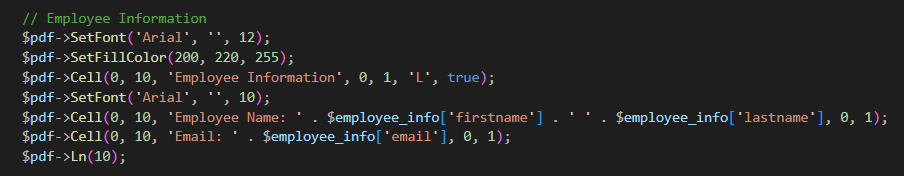 // Employee Information
$pdf->SetFont('Arial', '', 12);
$pdf->SetFillColor(200, 220, 255);
$pdf->Cell(0, 10, 'Employee Information', 0, 1, 'L', true);
$pdf->SetFont('Arial', '', 10);
$pdf->Cell(0, 10, 'Employee Name: ' . $employee_info['firstname'] . ' ' . $employee_info['lastname'], 0, 1);
$pdf->Cell(0, 10, 'Email: ' . $employee_info['email'], 0, 1);
$pdf->Ln(10);